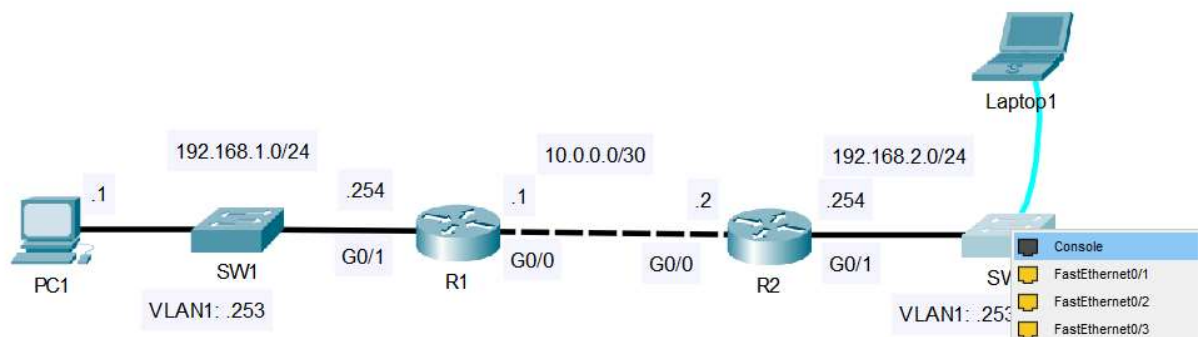 Laptop1
192.168.1.0/24
10.0.0.0/30
192.168.2.0/24
.1
.254
.1
.2
.254
PC1
SW1
G0/1
R1
G0/0
G0/0
R2
G0/1
VLAN1: .253
VLAN1: .253
Console
FastEthernet0/1
FastEthernet0/2
FastEthernet0/3